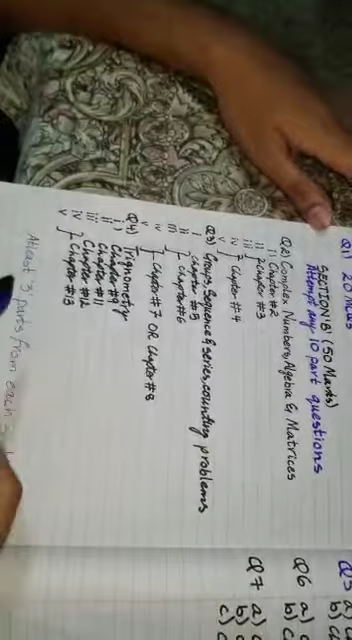 Q1) 20 MCQs
SECTION 'B' (50 Marks)
Attempt any 10 part questions
Q2) Complex Numbers, Algebra & Matrices
i) Chapter #2
ii) Chapter #3
iii
iv Chapter #4
v
Q3) Groups, Sequence & series, counting problems
i chapter #5
ii chapter #6
iii
iv chapter #7 OR chapter #8
v
Q4) Trignometry
i) Chapter #9
ii
iii Chapter #11
iv Chapter #12
v Chapter #13
Atleast 3 parts from each
Q5 a)
b)
Q6 a)
b)
Q7 a)
b)
c)